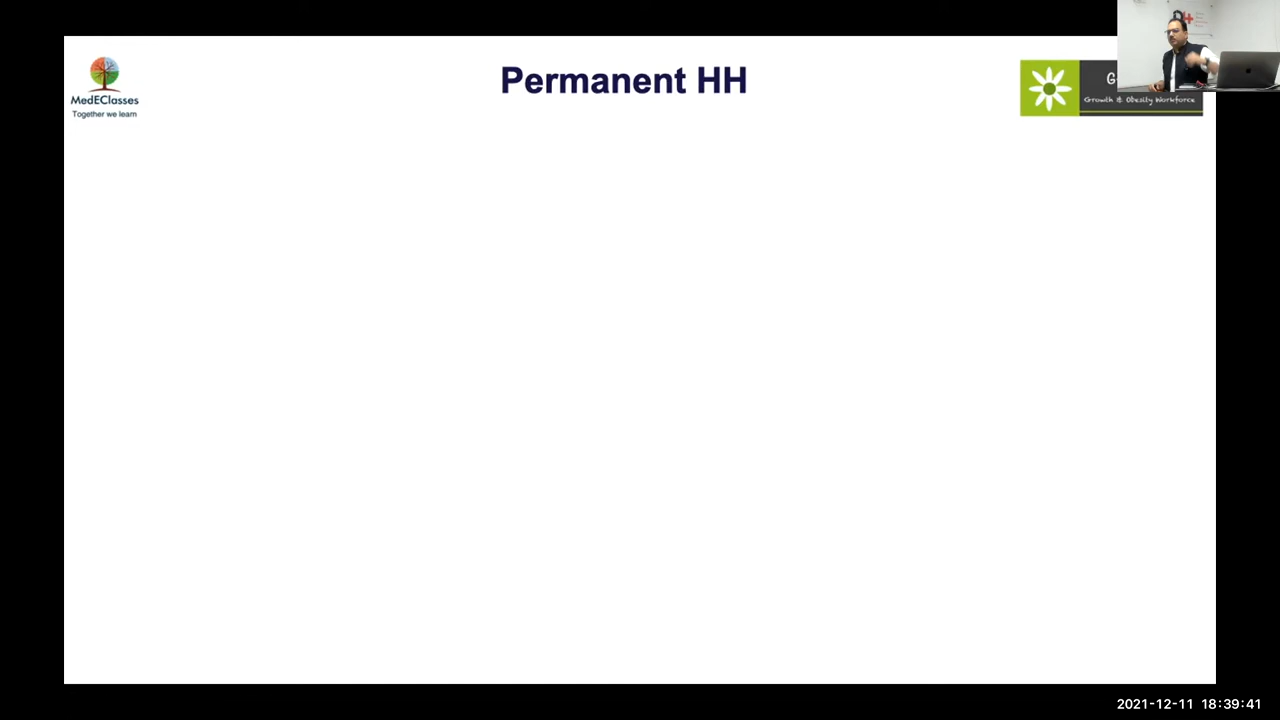 Permanent HH
MedEClasses
Together we learn
Growth & Obesity Workforce
2021-12-11 18:39:41